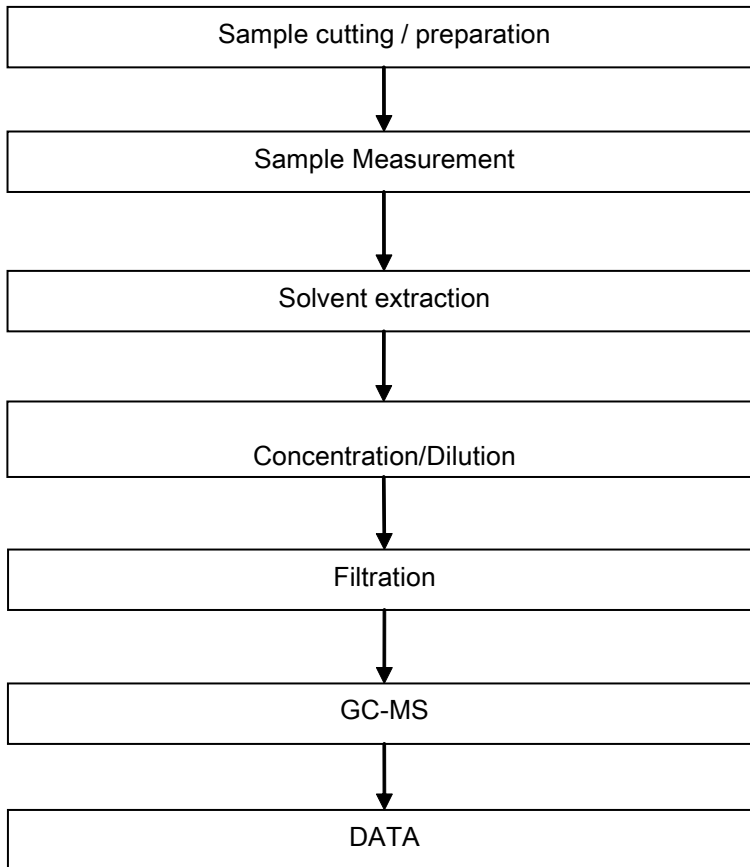 Sample cutting / preparation
Sample Measurement
Solvent extraction
Concentration/Dilution
Filtration
GC-MS
DATA